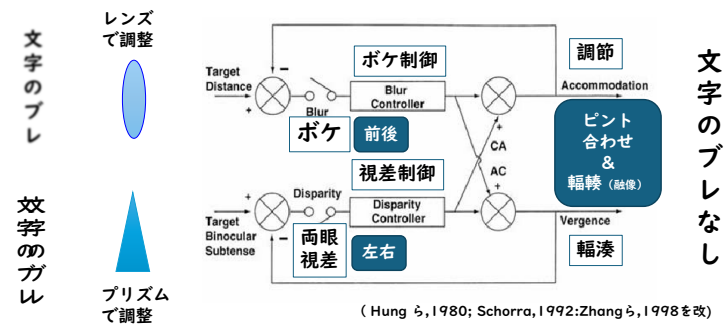 文字のブレ
レンズ
で調整
文字のブレ
プリズム
で調整
Target
Distance
+
−
Blur
ボケ
前後
ボケ制御
Blur
Controller
調節
Accommodation
+
CA
AC
+
ピント
合わせ
&
輻輳（融像）
視差制御
Disparity
Disparity
Controller
Target
Binocular
Subtense
+
−
両眼
視差
左右
Vergence
輻湊
文字のブレなし
( Hung ら,1980; Schorra,1992:Zhangら,1998を改)